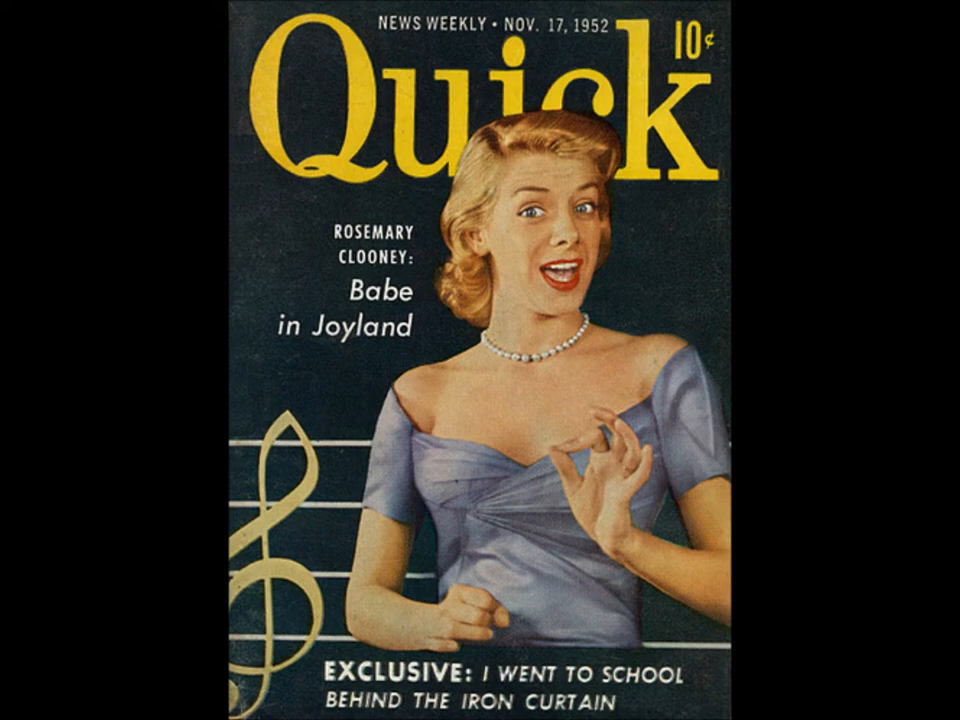 NEWS WEEKLY • NOV. 17, 1952
10¢
Quick
ROSEMARY
CLOONEY:
Babe
in Joyland
EXCLUSIVE: I WENT TO SCHOOL
BEHIND THE IRON CURTAIN